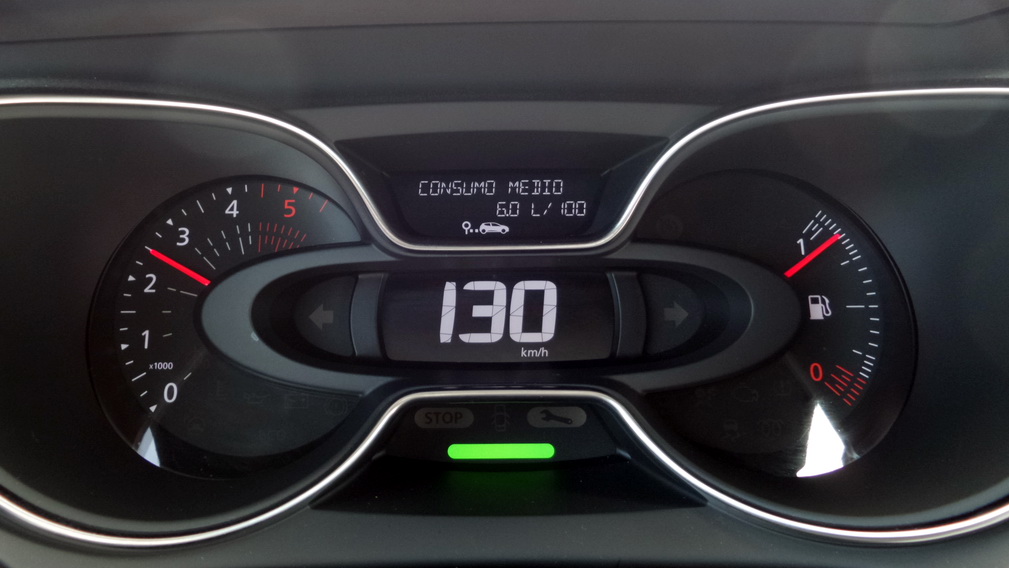 CONSUMO MEDIO
6.0 L/100
4
5
3
2
1
x1000
0
130
km/h
1
0
STOP